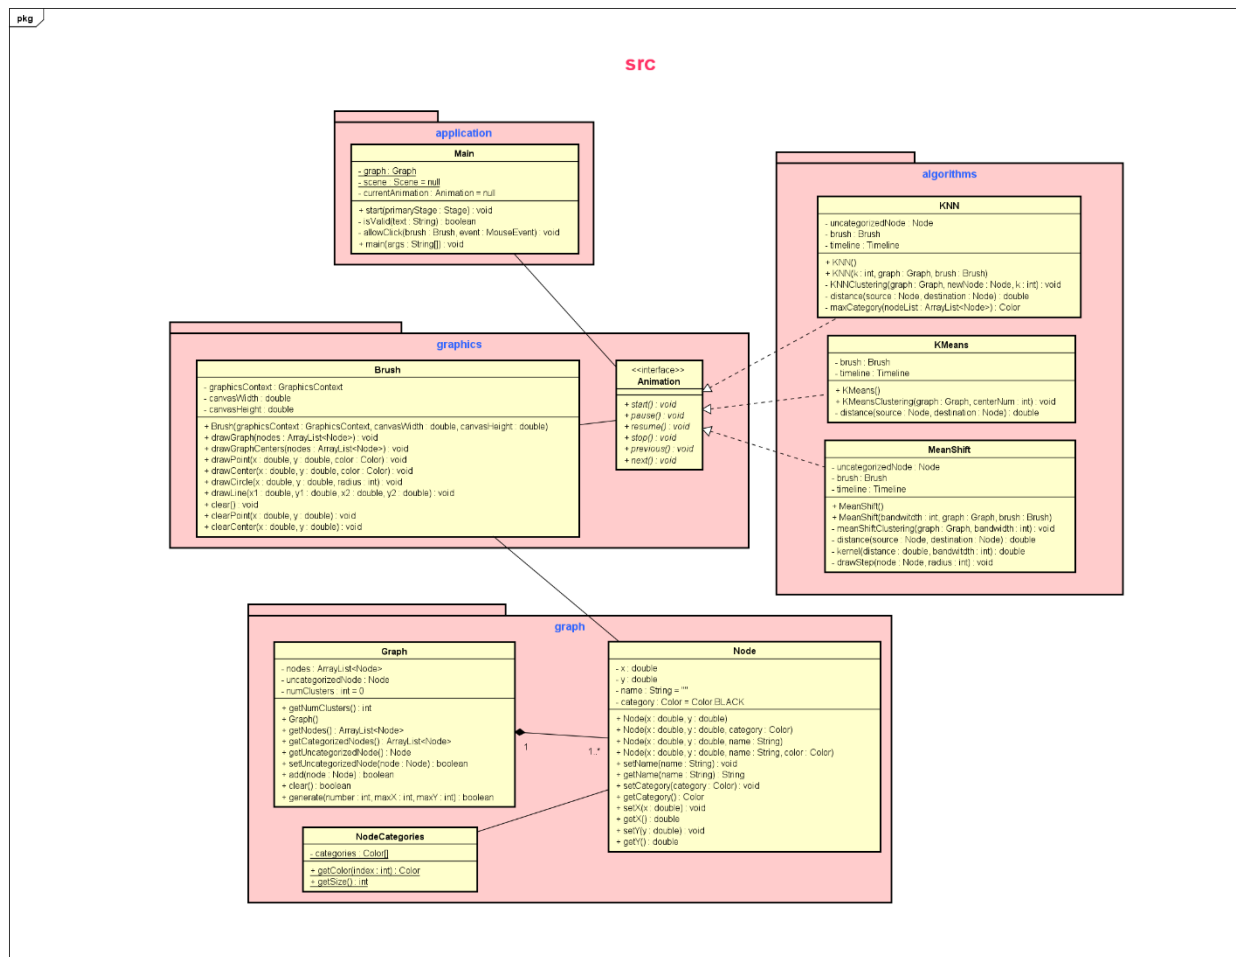 pkg
src
application
Main
- graph : Graph
- scene : Scene = null
- currentAnimation : Animation = null
+ start(primaryStage : Stage) : void
- isValid(text : String) : boolean
- allowClick(brush : Brush, event : MouseEvent) : void
+ main(args : String[]) : void
algorithms
KNN
- uncategorizedNode : Node
- brush : Brush
- timeline : Timeline
+ KNN()
+ KNN(k : int, graph : Graph, brush : Brush)
- KNNClustering(graph : Graph, newNode : Node, k : int) : void
- distance(source : Node, destination : Node) : double
- maxCategory(nodeList : ArrayList<Node>) : Color
KMeans
- brush : Brush
- timeline : Timeline
+ KMeans()
+ KMeansClustering(graph : Graph, centerNum : int) : void
- distance(source : Node, destination : Node) : double
MeanShift
- uncategorizedNode : Node
- brush : Brush
- timeline : Timeline
+ MeanShift()
+ MeanShift(bandwitdth : int, graph : Graph, brush : Brush)
- meanShiftClustering(graph : Graph, bandwidth : int) : void
- distance(source : Node, destination : Node) : double
- kernel(distance : double, bandwitdth : int) : double
- drawStep(node : Node, radius : int) : void
graphics
Brush
- graphicsContext : GraphicsContext
- canvasWidth : double
- canvasHeight : double
+ Brush(graphicsContext : GraphicsContext, canvasWidth : double, canvasHeight : double)
+ drawGraph(nodes : ArrayList<Node>) : void
+ drawGraphCenters(nodes : ArrayList<Node>) : void
+ drawPoint(x : double, y : double, color : Color) : void
+ drawCenter(x : double, y : double, color : Color) : void
+ drawCircle(x : double, y : double, radius : int) : void
+ drawLine(x1 : double, y1 : double, x2 : double, y2 : double) : void
+ clear() : void
+ clearPoint(x : double, y : double) : void
+ clearCenter(x : double, y : double) : void
<<interface>>
Animation
+ start() : void
+ pause() : void
+ resume() : void
+ stop() : void
+ previous() : void
+ next() : void
graph
Graph
- nodes : ArrayList<Node>
- uncategorizedNode : Node
- numClusters : int = 0
+ getNumClusters() : int
+ Graph()
+ getNodes() : ArrayList<Node>
+ getCategorizedNodes() : ArrayList<Node>
+ getUncategorizedNode() : Node
+ setUncategorizedNode(node : Node) : boolean
+ add(node : Node) : boolean
+ clear() : boolean
+ generate(number : int, maxX : int, maxY : int) : boolean
1
1..*
Node
- x : double
- y : double
- name : String = ""
- category : Color = Color.BLACK
+ Node(x : double, y : double)
+ Node(x : double, y : double, category : Color)
+ Node(x : double, y : double, name : String)
+ Node(x : double, y : double, name : String, color : Color)
+ setName(name : String) : void
+ getName(name : String) : String
+ setCategory(category : Color) : void
+ getCategory() : Color
+ setX(x : double) : void
+ getX() : double
+ setY(y : double) : void
+ getY() : double
NodeCategories
- categories : Color[]
+ getColor(index : int) : Color
+ getSize() : int